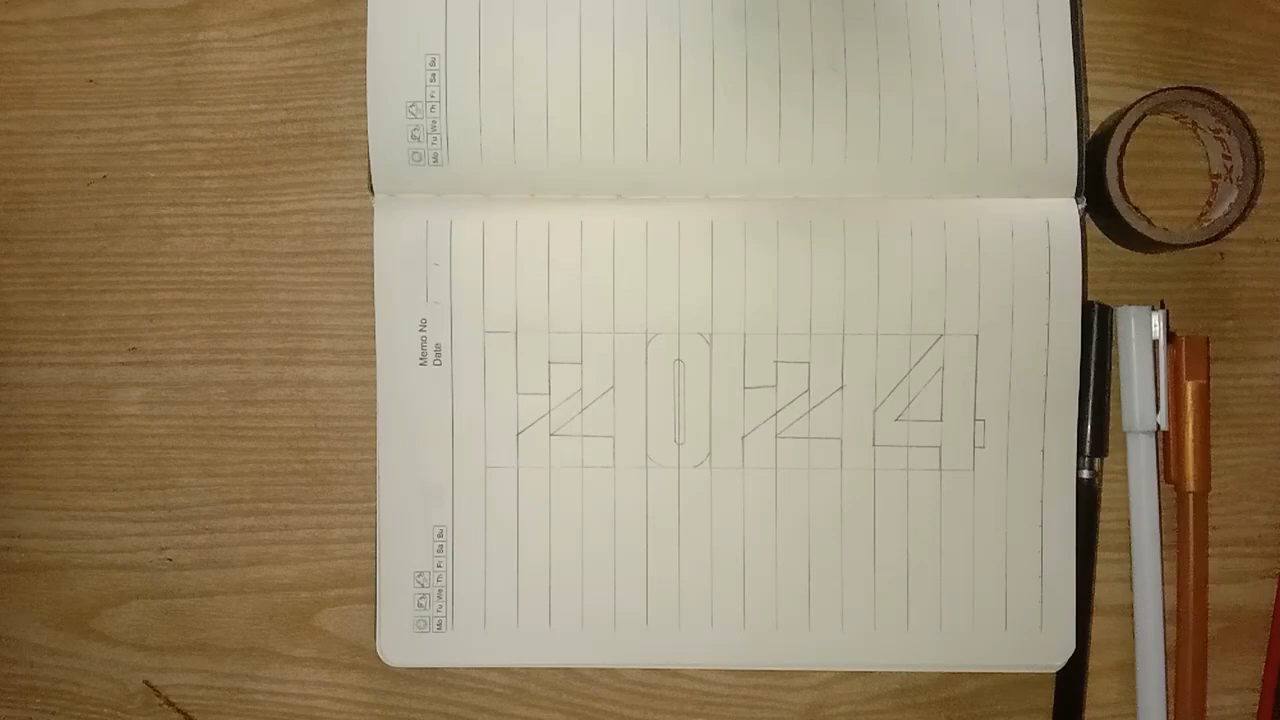 Mo Tu We Th Fr Sa Su
Memo No
Date / /
Mo Tu We Th Fr Sa Su
2024